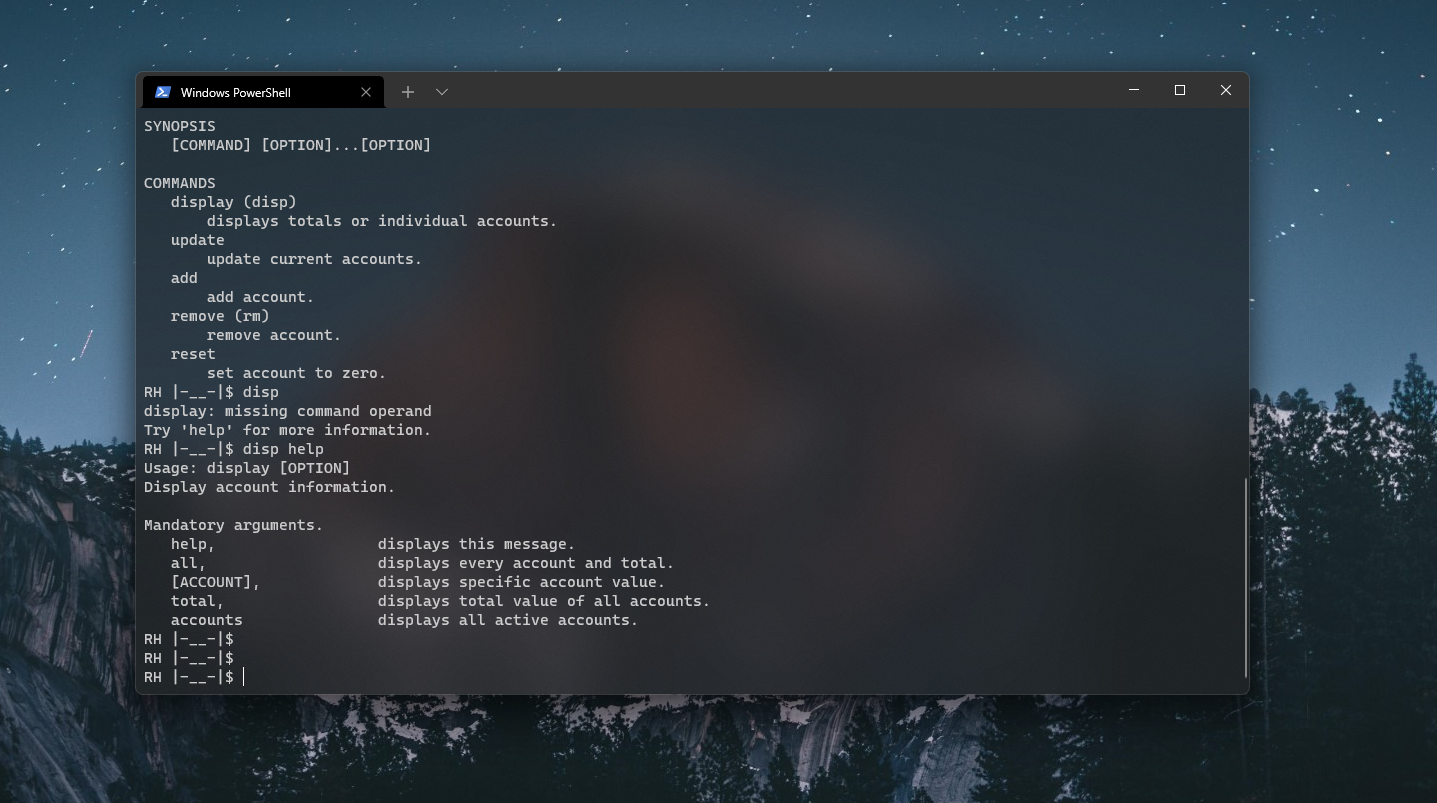 Windows PowerShell
SYNOPSIS
[COMMAND] [OPTION]...[OPTION]
COMMANDS
display (disp)
displays totals or individual accounts.
update
update current accounts.
add
add account.
remove (rm)
remove account.
reset
set account to zero.
RH |-__-|$ disp
display: missing command operand
Try 'help' for more information.
RH |-__-|$ disp help
Usage: display [OPTION]
Display account information.
Mandatory arguments.
help, displays this message.
all, displays every account and total.
[ACCOUNT], displays specific account value.
total, displays total value of all accounts.
accounts displays all active accounts.
RH |-__-|$
RH |-__-|$
RH |-__-|$